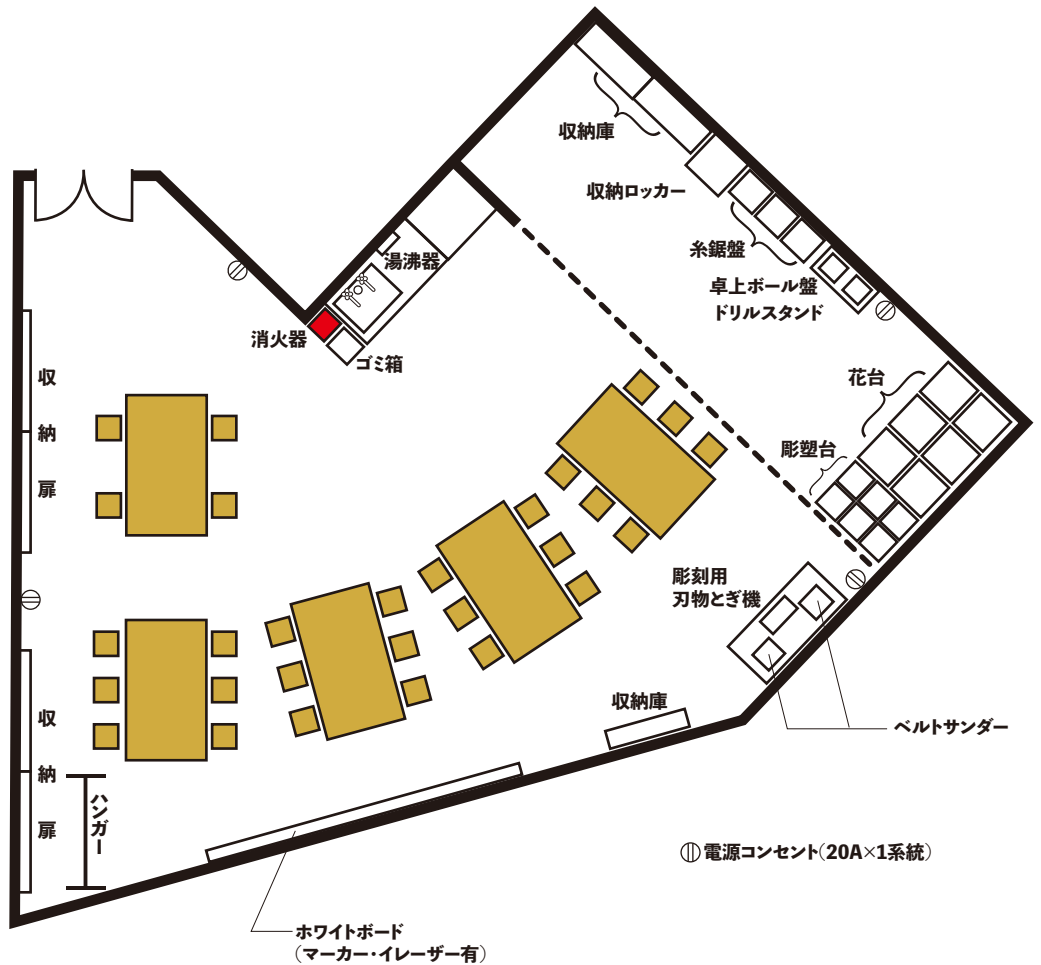 収納庫
収納ロッカー
糸鋸盤
卓上ボール盤
ドリルスタンド
湯沸器
消火器
ゴミ箱
花台
彫塑台
収納扉
彫刻用
刃物とぎ機
収納庫
ベルトサンダー
収納扉
ハンガー
電源コンセント（20A×1系統）
ホワイトボード
（マーカー・イレーザー有）